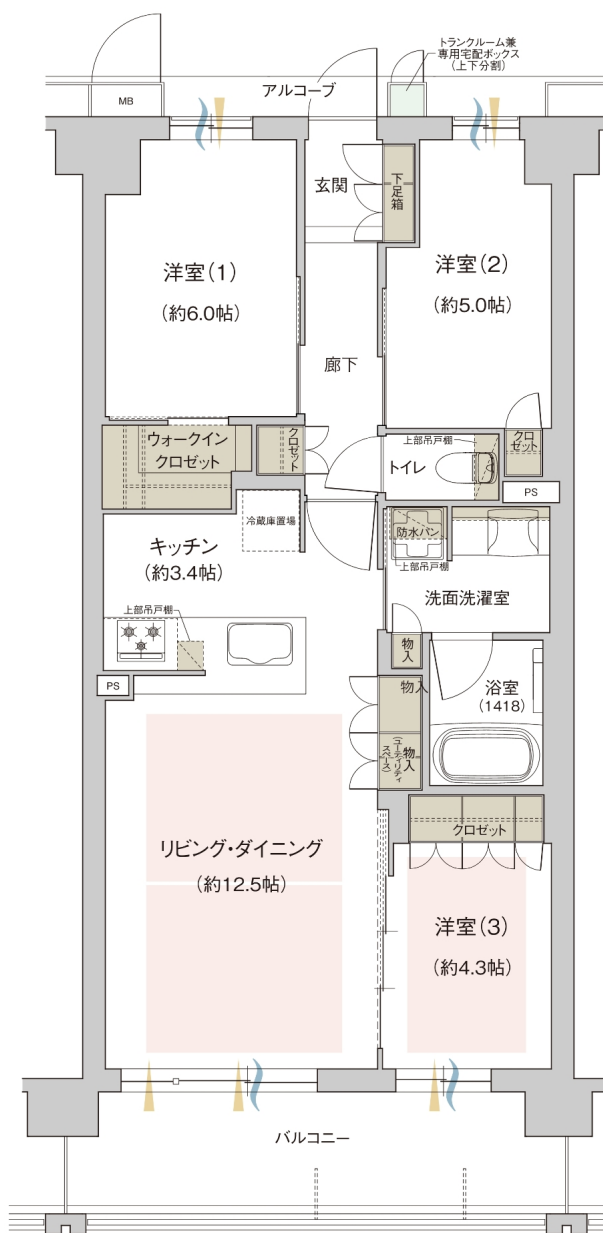 トランクルーム兼
専用宅配ボックス
(上下分割)
アルコーブ
MB
玄関
下足箱
洋室(1)
(約6.0帖)
洋室(2)
(約5.0帖)
廊下
ウォークイン
クロゼット
クロゼット
上部吊戸棚
トイレ
クロ
ゼット
PS
冷蔵庫置場
キッチン
(約3.4帖)
防水パン
上部吊戸棚
洗面洗濯室
上部吊戸棚
物入
PS
物入
浴室
(1418)
物入
(ユーティリティ
スペース)
クロゼット
リビング・ダイニング
(約12.5帖)
洋室(3)
(約4.3帖)
バルコニー